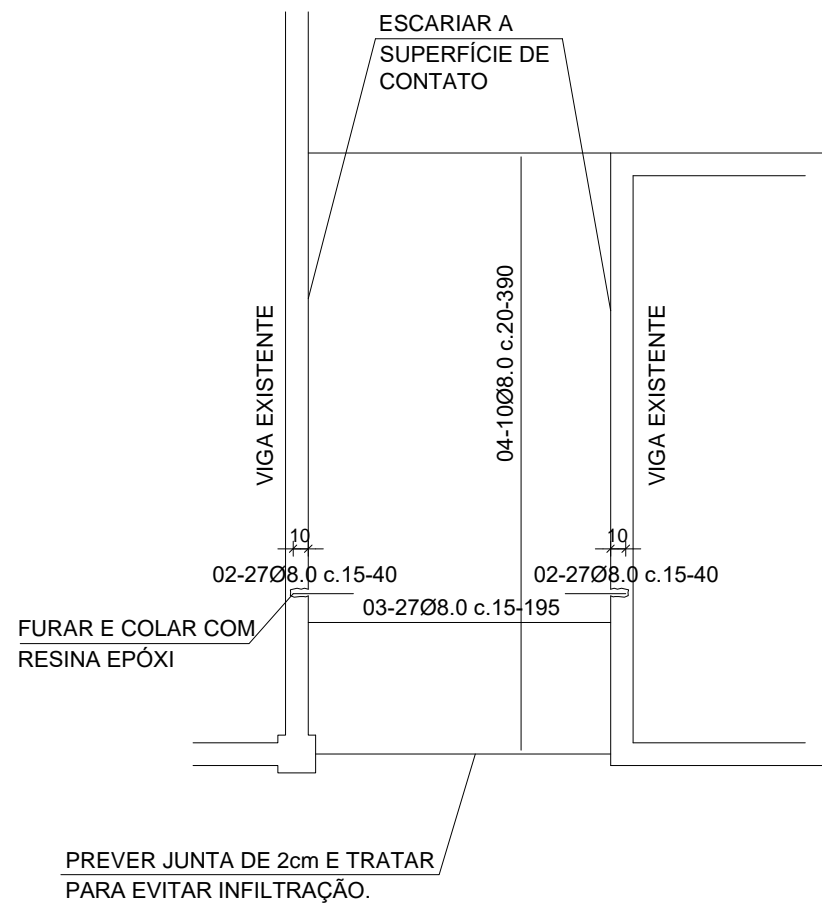 ESCARIAR A
SUPERFÍCIE DE
CONTATO
VIGA EXISTENTE
04-10Ø8.0 c.20-390
VIGA EXISTENTE
10
10
02-27Ø8.0 c.15-40
02-27Ø8.0 c.15-40
03-27Ø8.0 c.15-195
FURAR E COLAR COM
RESINA EPÓXI
PREVER JUNTA DE 2cm E TRATAR
PARA EVITAR INFILTRAÇÃO.